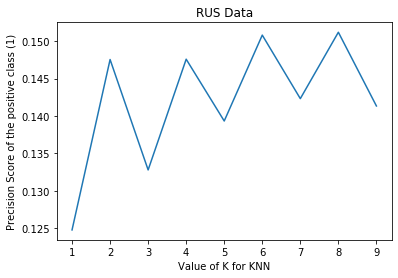 RUS Data
Precision Score of the positive class (1)
0.150
0.145
0.140
0.135
0.130
0.125
1 2 3 4 5 6 7 8 9
Value of K for KNN